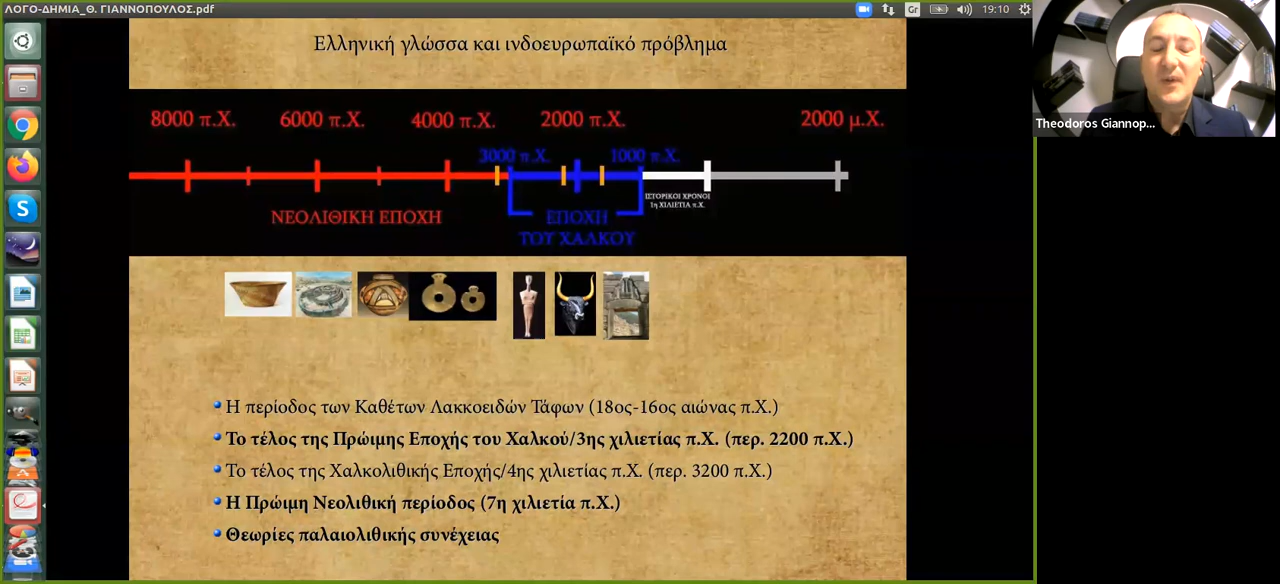 ΛΟΓΟ-ΔΗΜΙΑ_Θ. ΓΙΑΝΝΟΠΟΥΛΟΣ.pdf
Gr
19:10
Ελληνική γλώσσα και ινδοευρωπαϊκό πρόβλημα
8000 π.Χ. 6000 π.Χ. 4000 π.Χ. 2000 π.Χ. 2000 μ.Χ.
3000 π.Χ. 1000 π.Χ.
ΙΣΤΟΡΙΚΟΙ ΧΡΟΝΟΙ
1η ΧΙΛΙΕΤΙΑ π.Χ.
ΝΕΟΛΙΘΙΚΗ ΕΠΟΧΗ
ΕΠΟΧΗ
ΤΟΥ ΧΑΛΚΟΥ
Η περίοδος των Καθέτων Λακκοειδών Τάφων (18ος-16ος αιώνας π.Χ.)
Το τέλος της Πρώιμης Εποχής του Χαλκού/3ης χιλιετίας π.Χ. (περ. 2200 π.Χ.)
Το τέλος της Χαλκολιθικής Εποχής/4ης χιλιετίας π.Χ. (περ. 3200 π.Χ.)
Η Πρώιμη Νεολιθική περίοδος (7η χιλιετία π.Χ.)
Θεωρίες παλαιολιθικής συνέχειας
Theodoros Giannop...